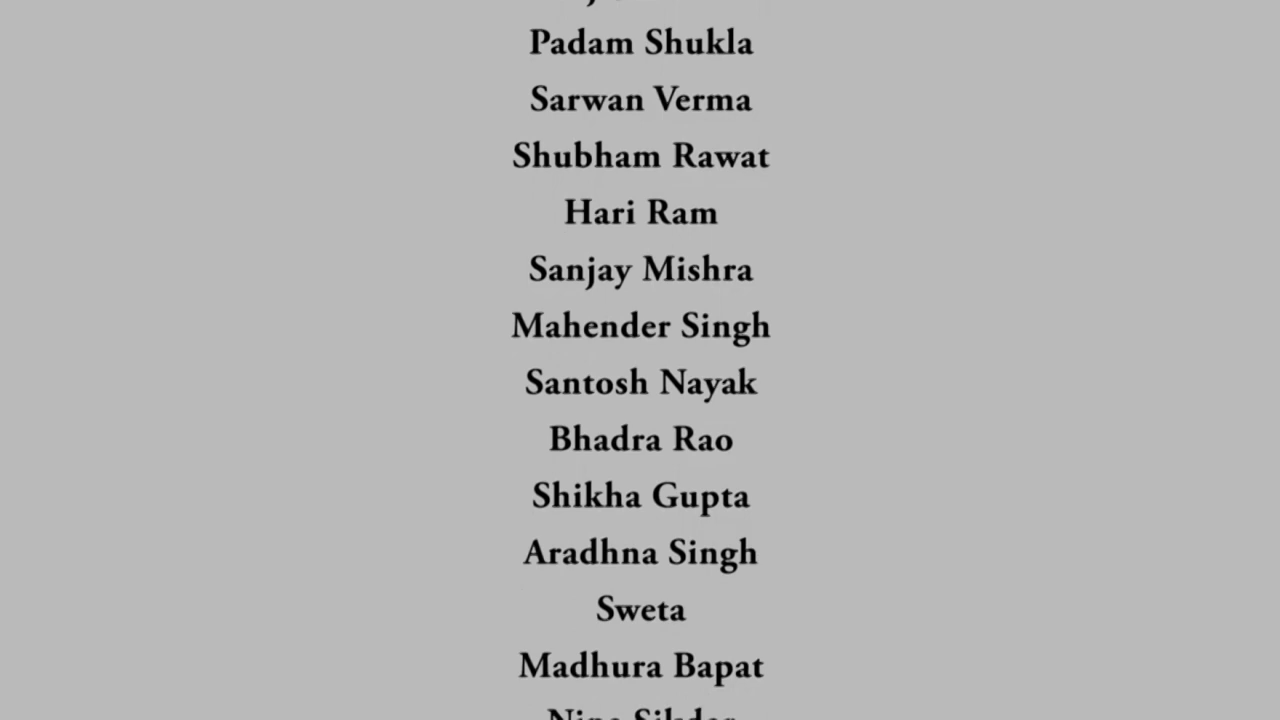 Padam Shukla
Sarwan Verma
Shubham Rawat
Hari Ram
Sanjay Mishra
Mahender Singh
Santosh Nayak
Bhadra Rao
Shikha Gupta
Aradhna Singh
Sweta
Madhura Bapat